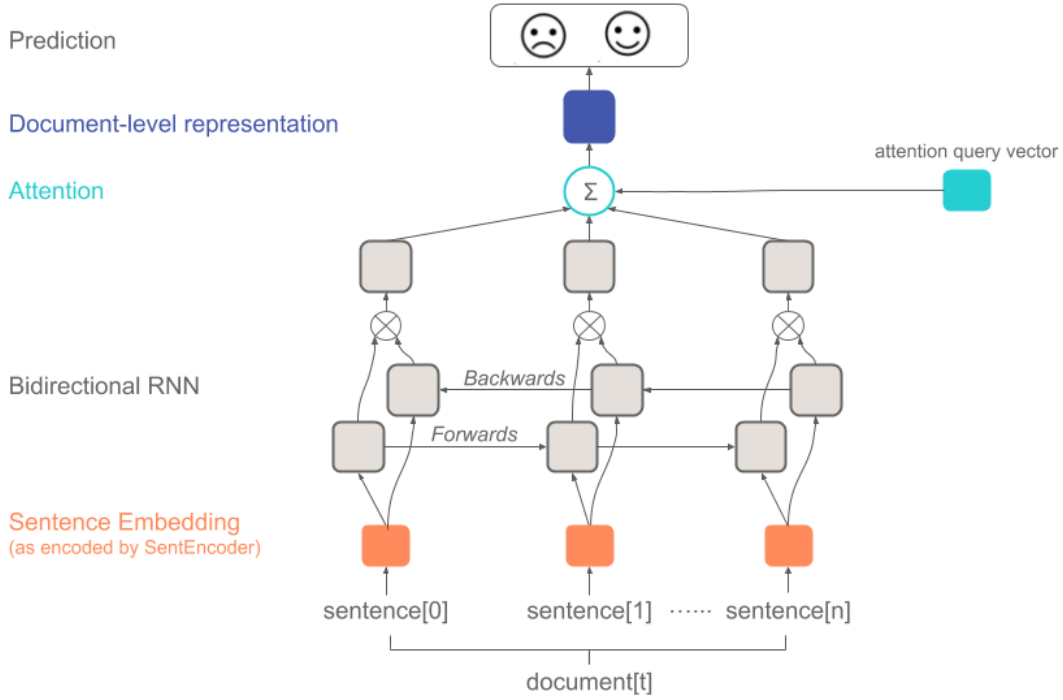 Prediction
Document-level representation
attention query vector
Attention
Σ
Bidirectional RNN
Backwards
Forwards
Sentence Embedding
(as encoded by SentEncoder)
sentence[0]
sentence[1]
......
sentence[n]
document[t]